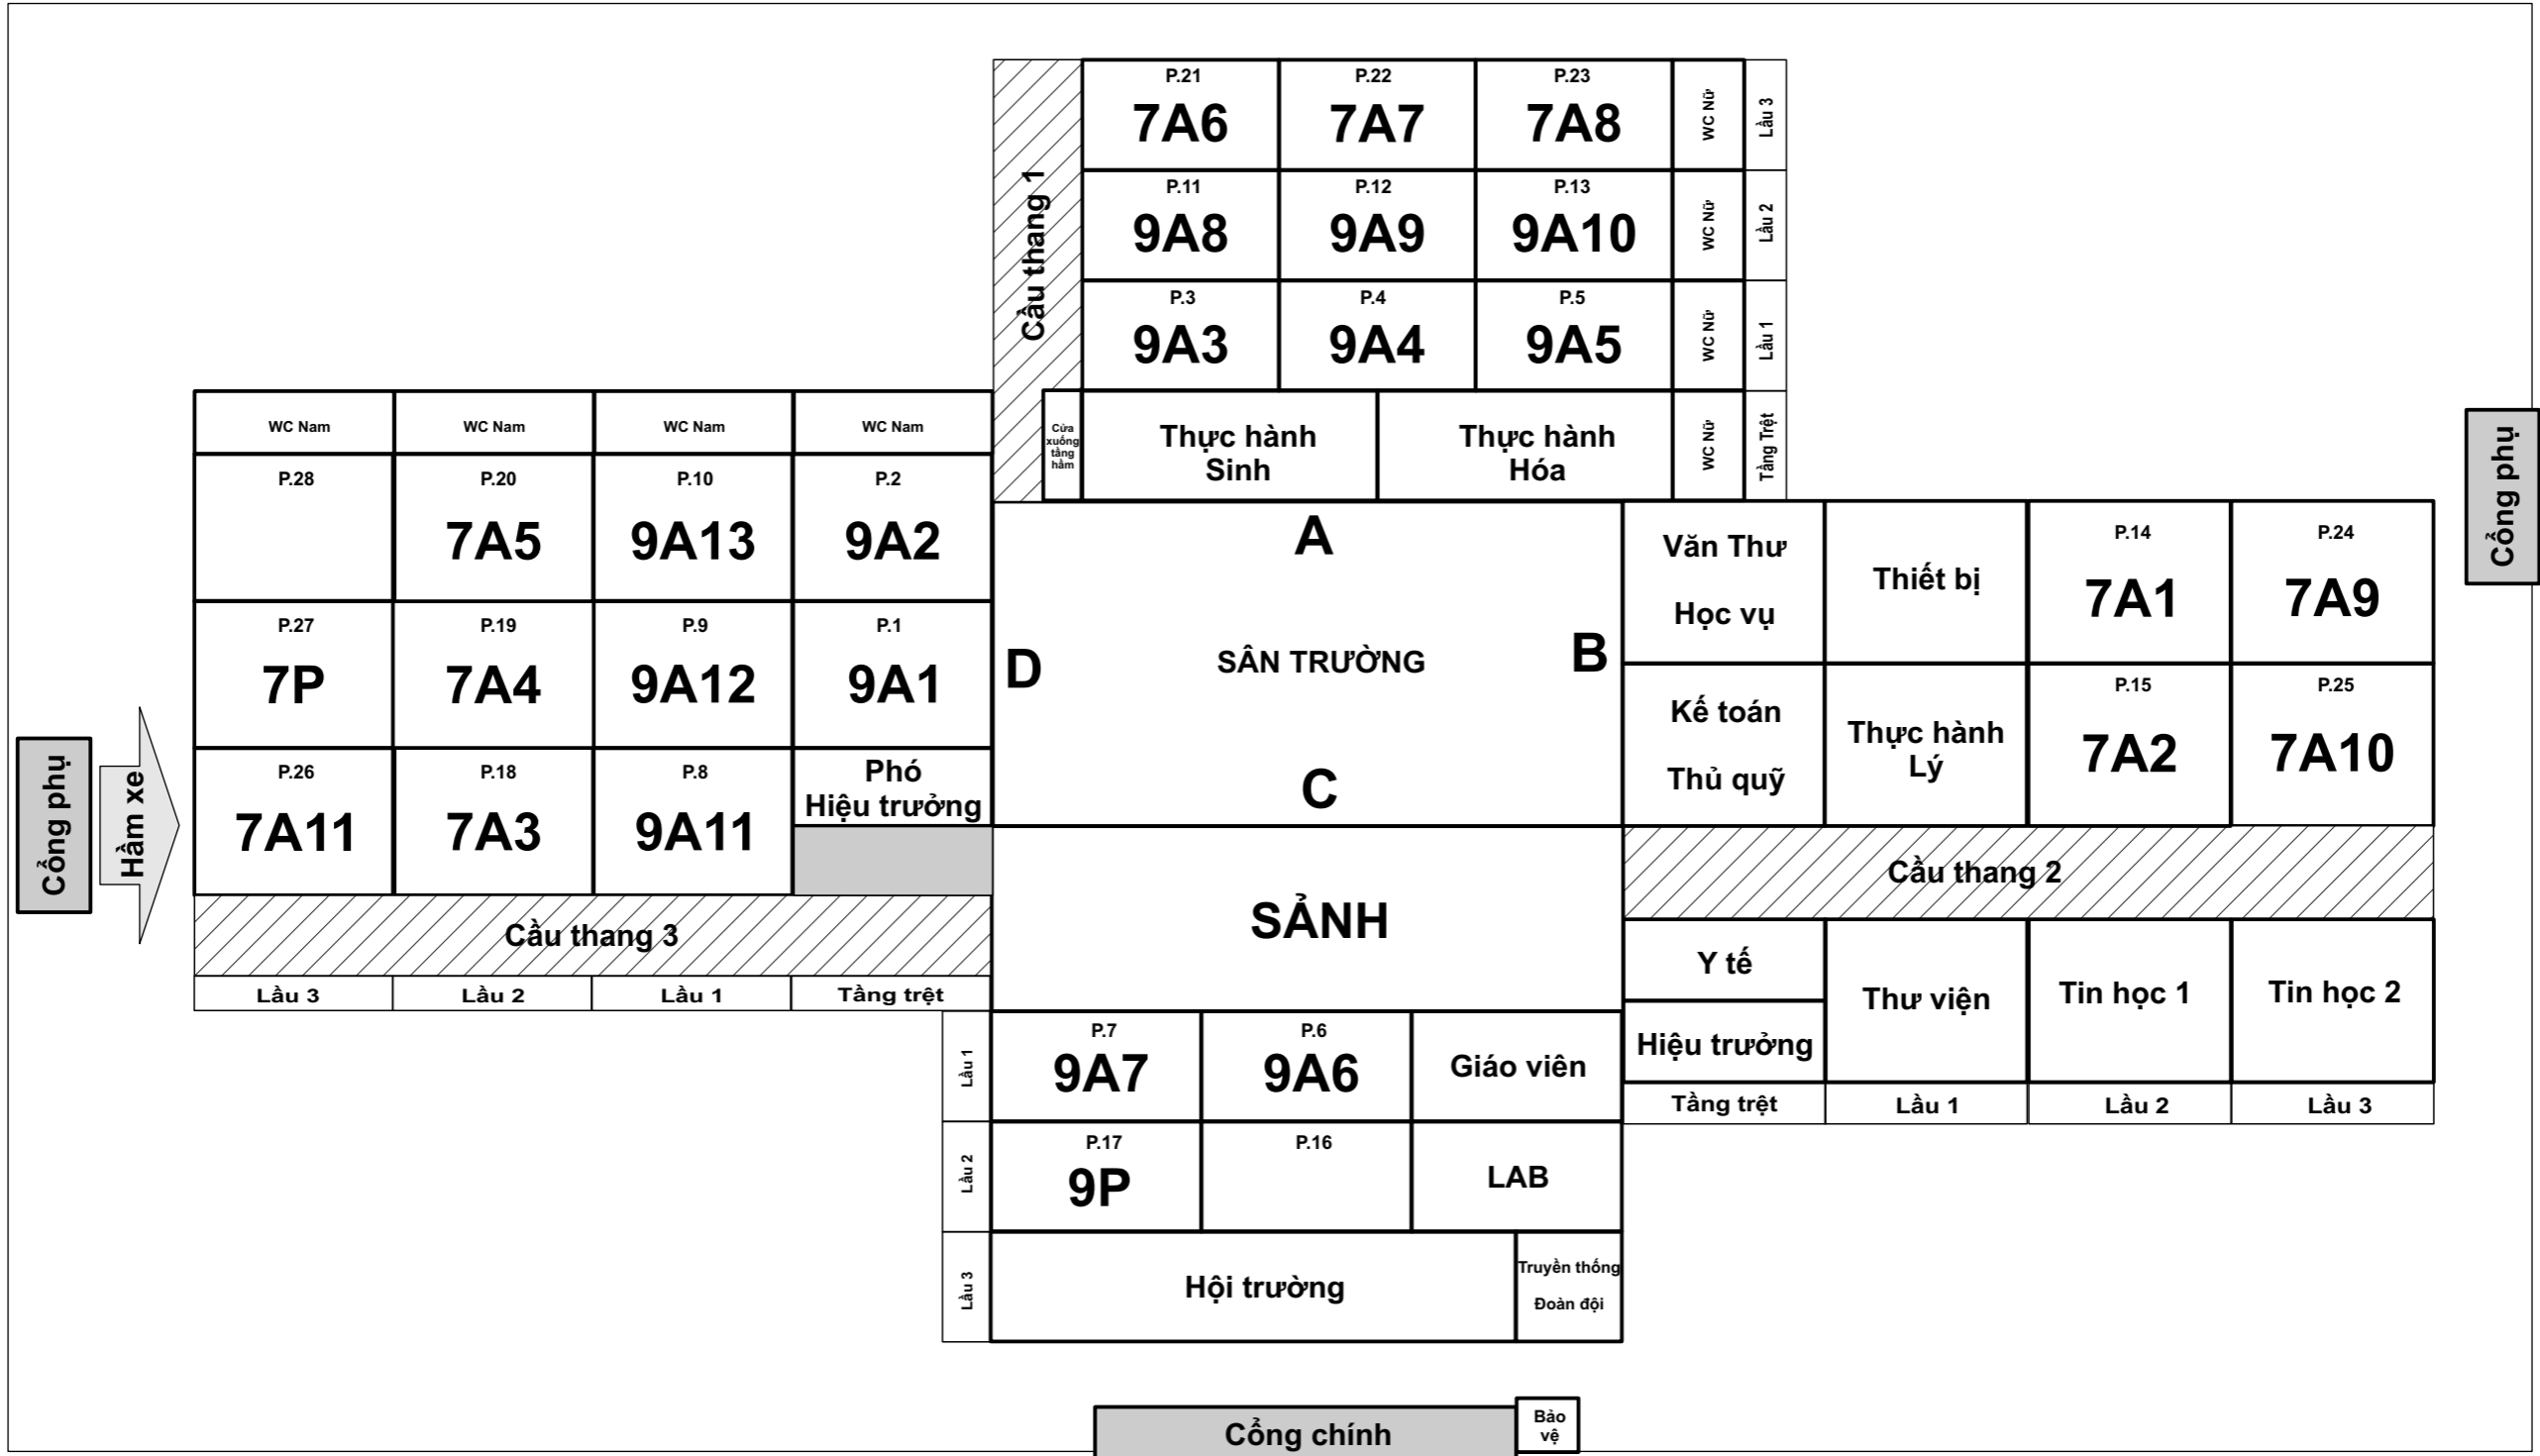 P.21
7A6
P.22
7A7
P.23
7A8
WC Nữ
Lầu 3
P.11
9A8
P.12
9A9
P.13
9A10
WC Nữ
Lầu 2
P.3
9A3
P.4
9A4
P.5
9A5
WC Nữ
Lầu 1
Cầu thang 1
Cửa
xuống
tầng
hầm
Thực hành
Sinh
Thực hành
Hóa
WC Nữ
Tầng Trệt
WC Nam
WC Nam
WC Nam
WC Nam
P.28
P.20
7A5
P.10
9A13
P.2
9A2
P.27
7P
P.19
7A4
P.9
9A12
P.1
9A1
P.26
7A11
P.18
7A3
P.8
9A11
Phó
Hiệu trưởng
Cầu thang 3
Lầu 3
Lầu 2
Lầu 1
Tầng trệt
Cổng phụ
Hầm xe
A
D
SÂN TRƯỜNG
B
C
SẢNH
Văn Thư
Học vụ
Thiết bị
P.14
7A1
P.24
7A9
Kế toán
Thủ quỹ
Thực hành
Lý
P.15
7A2
P.25
7A10
Cầu thang 2
Y tế
Hiệu trưởng
Thư viện
Tin học 1
Tin học 2
Tầng trệt
Lầu 1
Lầu 2
Lầu 3
Cổng phụ
Lầu 1
P.7
9A7
P.6
9A6
Giáo viên
Lầu 2
P.17
9P
P.16
LAB
Lầu 3
Hội trường
Truyền thống
Đoàn đội
Cổng chính
Bảo
vệ